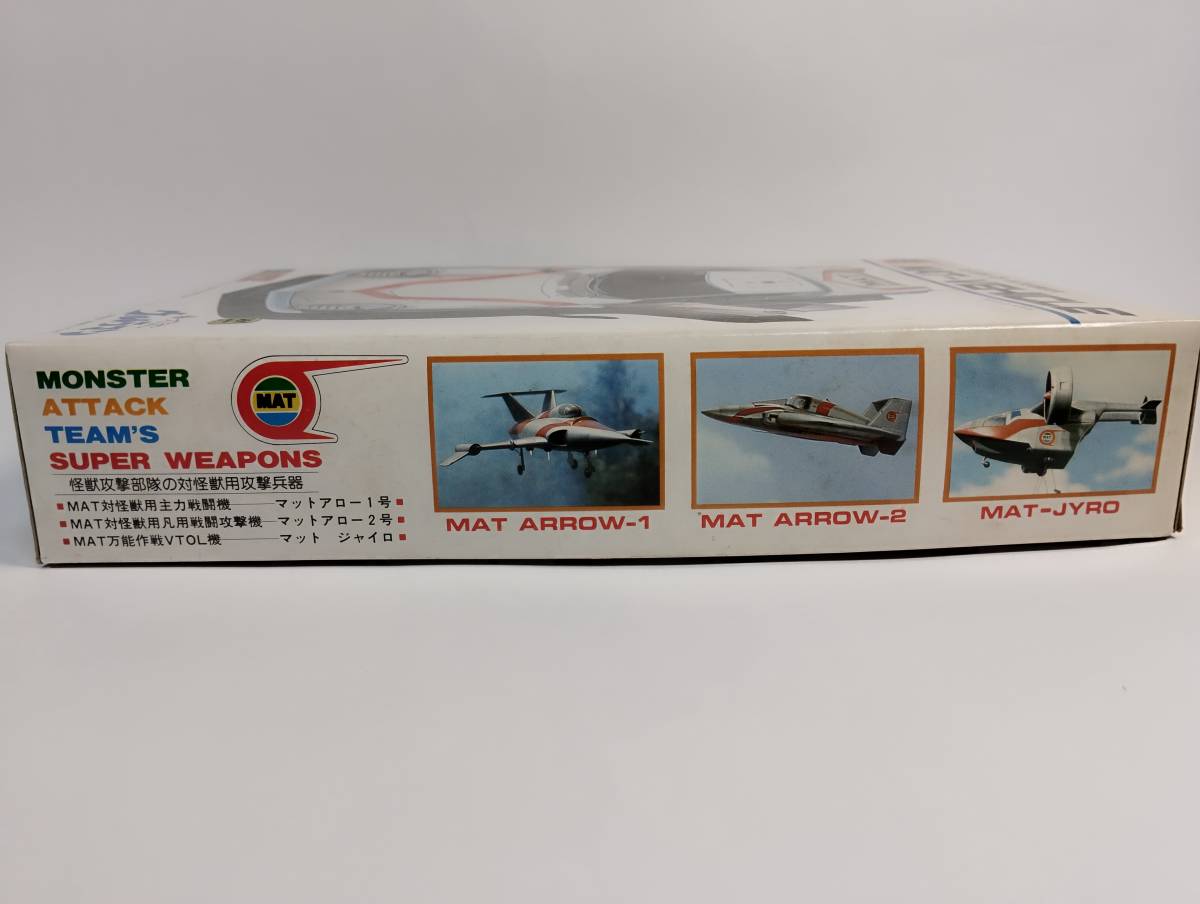 MONSTER
ATTACK
TEAM'S
SUPER WEAPONS
MAT
怪獣攻撃部隊の対怪獣用攻撃兵器
■MAT対怪獣用主力戦闘機——マットアロー1号■
■MAT対怪獣用凡用戦闘攻撃機—マットアロー2号■
■MAT万能作戦VTOL機——マット ジャイロ■
MAT ARROW-1
MAT ARROW-2
MAT-JYRO